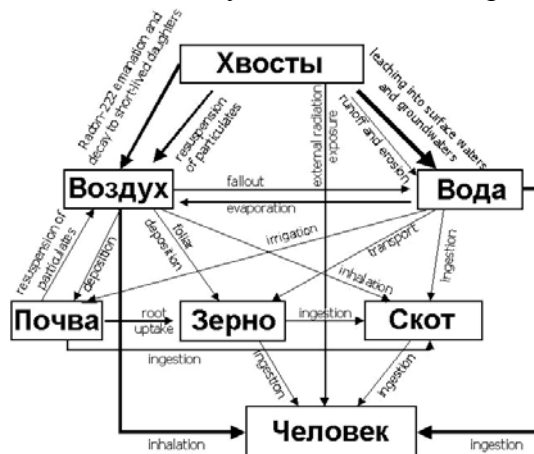 Хвосты
Radon-222 emanation and
decay to short-lived daughters
resuspension
of particulates
external radiation
exposure
runoff and erosion
leaching into surface waters
and groundwaters
Воздух
fallout
evaporation
Вода
resuspension of
particulates
deposition
foliar
deposition
irrigation
inhalation
transport
ingestion
Почва
root
uptake
Зерно
ingestion
Скот
ingestion
ingestion
ingestion
inhalation
Человек
ingestion